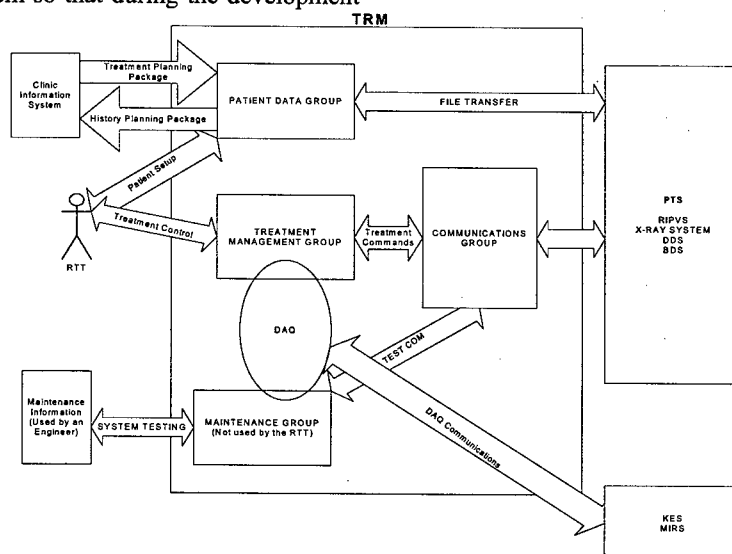 em so that during the development
TRM
Clinic
Information
System
Treatment Planning
Package
History Planning Package
PATIENT DATA GROUP
FILE TRANSFER
Patient Setup
Treatment Control
RTT
TREATMENT
MANAGEMENT GROUP
Treatment
Commands
COMMUNICATIONS
GROUP
PTS
RIPVS
X-RAY SYSTEM
DDS
BDS
DAQ
TEST COM
DAQ Communications
Maintenance
Information
(Used by an
Engineer)
SYSTEM TESTING
MAINTENANCE GROUP
(Not used by the RTT)
KES
MIRS